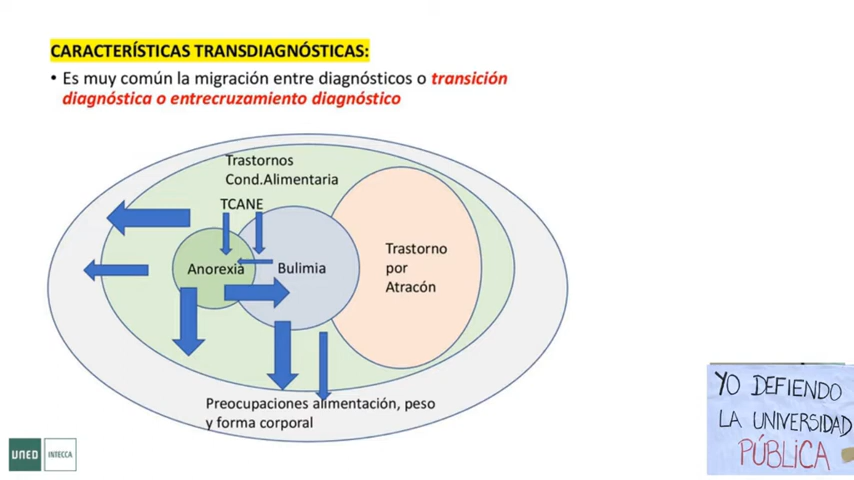 CARACTERÍSTICAS TRANSDIAGNÓSTICAS:
• Es muy común la migración entre diagnósticos o transición
diagnóstica o entrecruzamiento diagnóstico
Trastornos
Cond.Alimentaria
TCANE
Anorexia
Bulimia
Trastorno
por
Atracón
Preocupaciones alimentación, peso
y forma corporal
UNED INTECCA
YO DEFIENDO
LA UNIVERSIDAD
PÚBLiCA